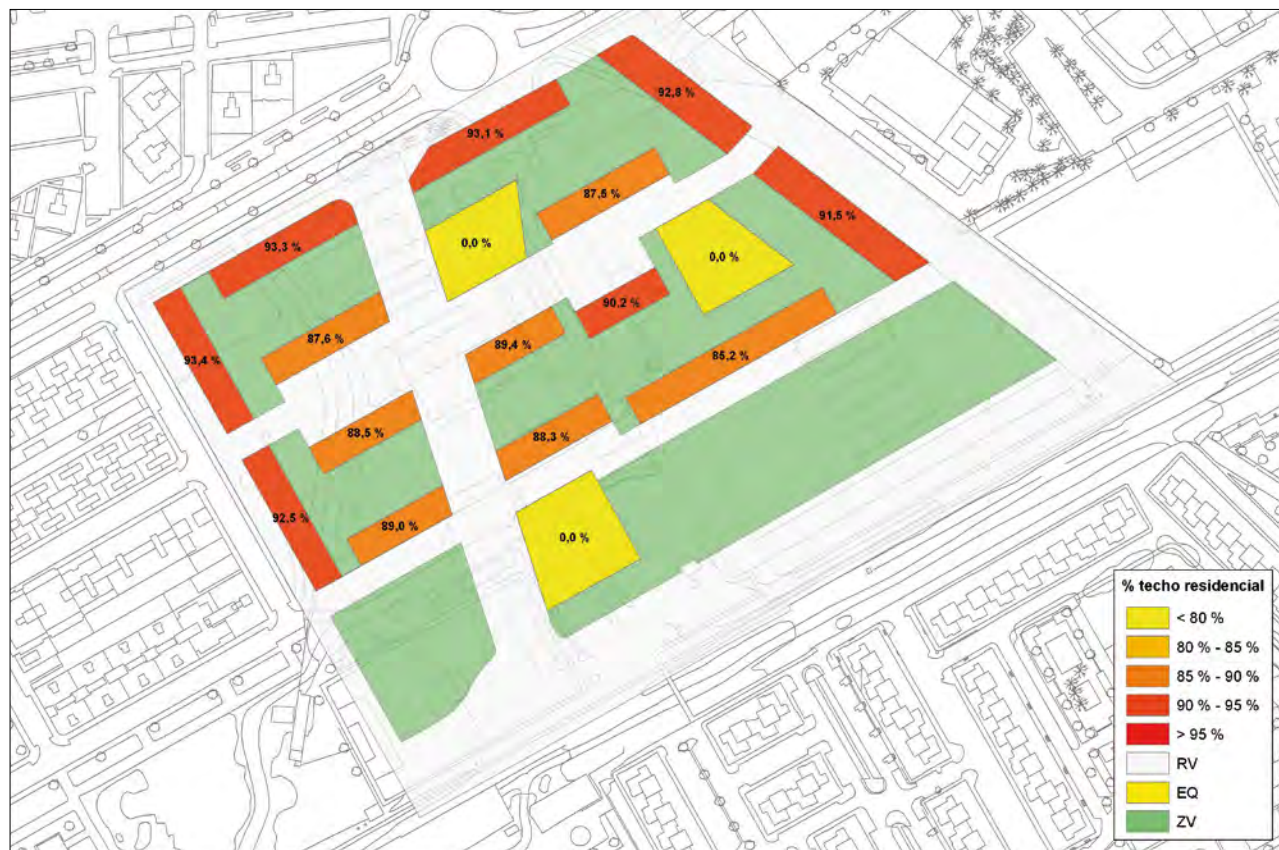 92,8 %
93,1 %
87,5 %
91,5 %
0,0 %
93,3 %
0,0 %
90,2 %
87,6 %
89,4 %
93,4 %
85,2 %
88,5 %
88,3 %
92,5 %
89,0 %
0,0 %
% techo residencial
< 80 %
80 % - 85 %
85 % - 90 %
90 % - 95 %
> 95 %
RV
EQ
ZV